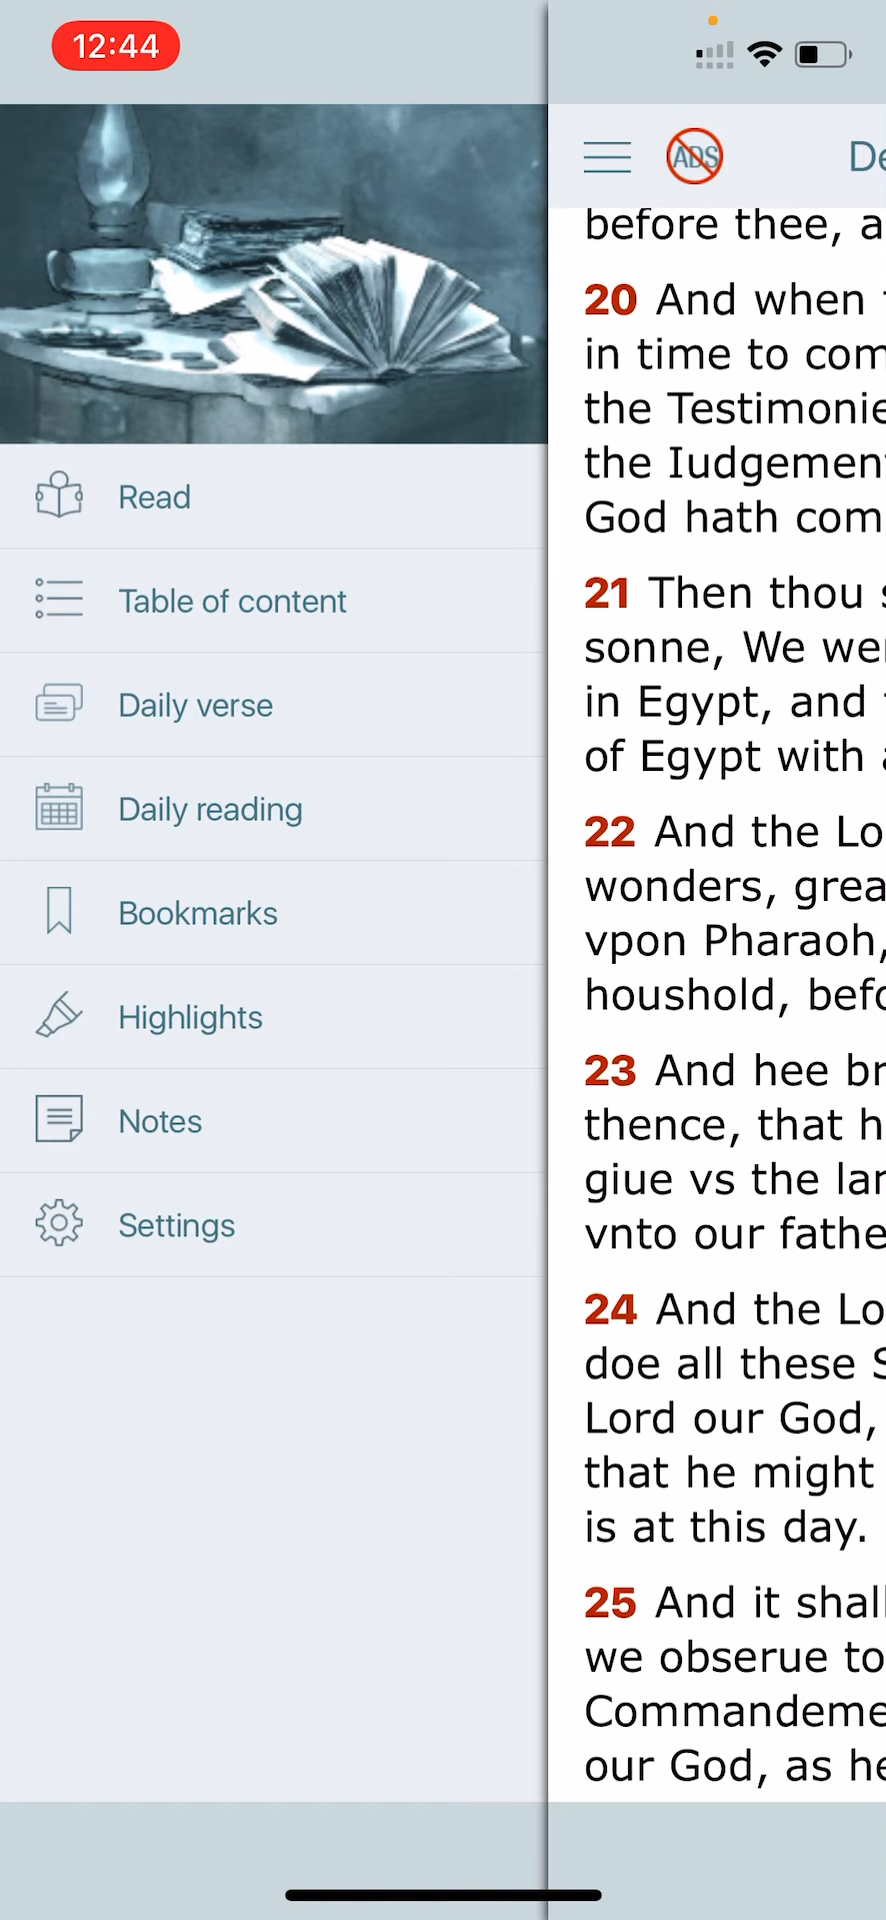 12:44
ADS
Read
Table of content
Daily verse
Daily reading
Bookmarks
Highlights
Notes
Settings
before thee,
20 And when
in time to
the
the
God hath
21 Then thou
sonne, We
in Egypt, and
of Egypt with
22 And the
wonders,
vpon Pharaoh,
houshold,
23 And hee
thence, that
giue vs the
vnto our
24 And the
doe all these
Lord our God,
that he might
is at this day.
25 And it
we obserue to
our God, as